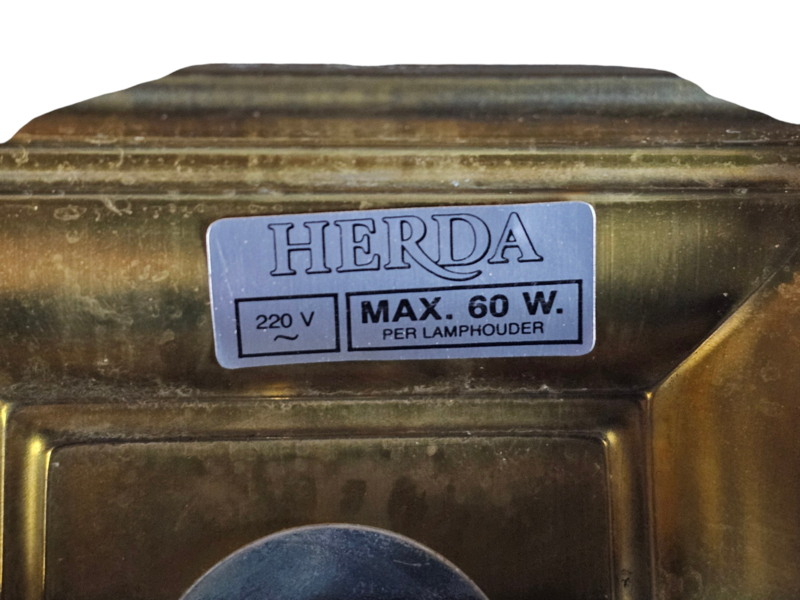 HERDA
220 V
~
MAX. 60 W.
PER LAMPHOUDER